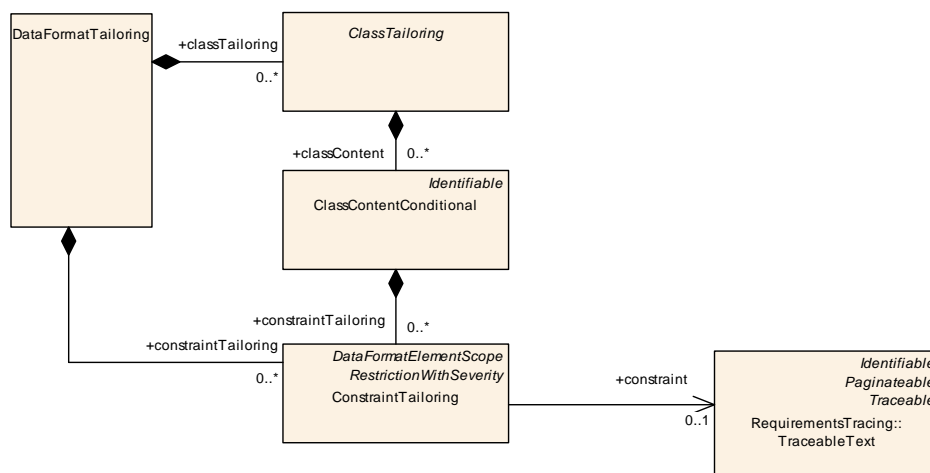 DataFormatTailoring
+classTailoring
0..*
ClassTailoring
+classContent
0..*
Identifiable
ClassContentConditional
+constraintTailoring
0..*
+constraintTailoring
0..*
DataFormatElementScope
RestrictionWithSeverity
ConstraintTailoring
+constraint
0..1
Identifiable
Paginateable
Traceable
RequirementsTracing::
TraceableText